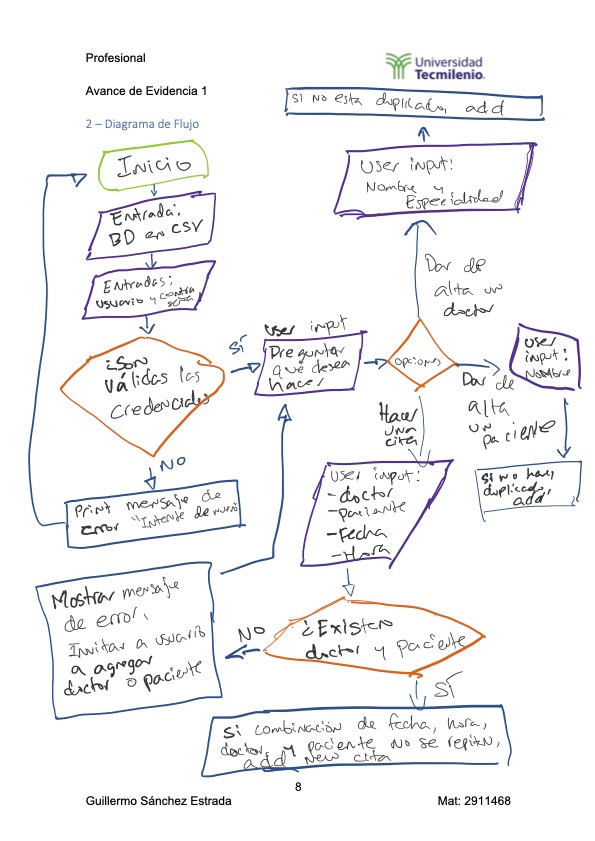 Profesional
Universidad
Tecmilenio.
Avance de Evidencia 1
2 – Diagrama de Flujo
si no esta duplicado, add
User input:
Nombre y
Especialidad
Inicio
Entrada:
BD en CSV
Entradas:
usuario y contra
seña
¿Son
válidas las
credenciales
SÍ
User input
Preguntar
qué desea
hacer
opciones
Dar de
alta un
doctor
Dar de
alta
un
paciente
User
input:
Nombre
si no hay
duplicado,
add
Hacer
una
cita
NO
Print mensaje de
error "Intente de nuevo"
User input:
-doctor
-paciente
-Fecha
-Hora
Mostrar mensaje
de error.
Invitar a usuario
a agregar
doctor o paciente
NO
¿Existen
doctor y paciente
SÍ
Si combinación de fecha, hora,
doctor y paciente no se repiten,
add new cita
8
Guillermo Sánchez Estrada
Mat: 2911468